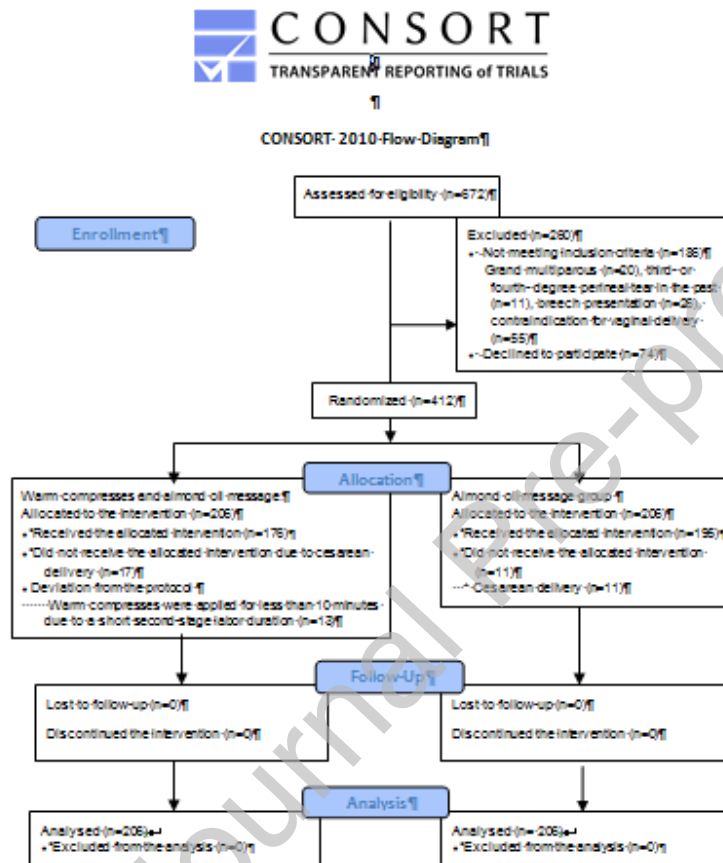 CONSORT
TRANSPARENT REPORTING of TRIALS
¶
¶
CONSORT- 2010·Flow·Diagram¶
Assessed·for·eligibility·(n=672)¶
Enrollment¶
Excluded·(n=260)¶
•·-Not·meeting·inclusion·criteria·(n=186)¶
Grand·multiparous·(n=20),·third-·or·
fourth-·degree·perineal·tear·in·the·past·
(n=11),·breech·presentation·(n=26),·
contraindication·for·vaginal·delivery·
(n=55)¶
•·-Declined·to·participate·(n=74)¶
Randomized·(n=412)¶
Allocation¶
Warm·compresses·and·almond·oil·message·¶
Allocated·to·the·intervention·(n=206)¶
•·*Received·the·allocated·intervention·(n=176)¶
•·*Did·not·receive·the·allocated·intervention·due·to·cesarean·
delivery·(n=17)¶
•·Deviation·from·the·protocol·¶
·······Warm·compresses·were·applied·for·less·than·10·minutes·
due·to·a·short·second-stage·labor·duration·(n=13)¶
Almond·oil·message·group·¶
Allocated·to·the·intervention·(n=206)¶
•·*Received·the·allocated·intervention·(n=195)¶
•·*Did·not·receive·the·allocated·intervention·
(n=11)¶
···-*·Cesarean·delivery·(n=11)¶
Follow-Up¶
Lost·to·follow-up·(n=0)¶
Discontinued·the·intervention·(n=0)¶
Lost·to·follow-up·(n=0)¶
Discontinued·the·intervention·(n=0)¶
Analysis¶
Analysed·(n=206)•↵
•·*Excluded·from·the·analysis·(n=0)¶
Analysed·(n=·206)•↵
•·*Excluded·from·the·analysis·(n=0)¶
Journal Pre-pr